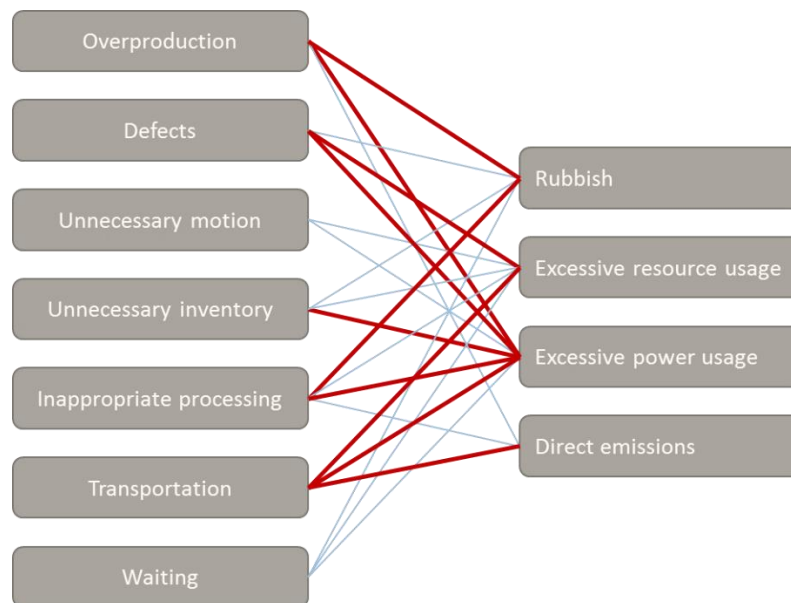 Overproduction
Defects
Unnecessary motion
Unnecessary inventory
Inappropriate processing
Transportation
Waiting
Rubbish
Excessive resource usage
Excessive power usage
Direct emissions